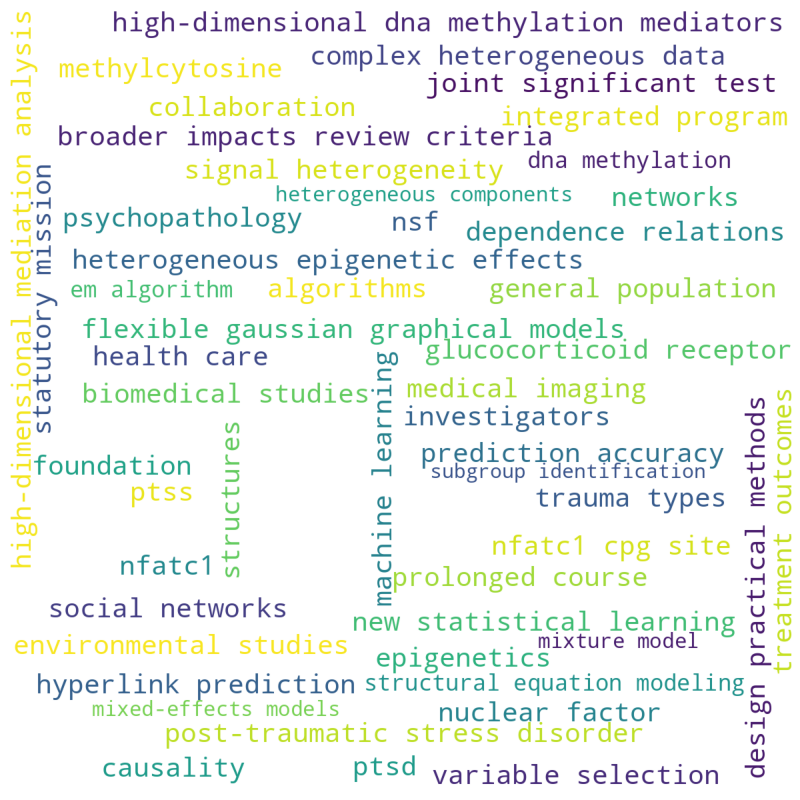 high-dimensional dna methylation mediators
complex heterogeneous data
methylcytosine
joint significant test
collaboration
integrated program
broader impacts review criteria
dna methylation
signal heterogeneity
heterogeneous components
networks
psychopathology
nsf
dependence relations
heterogeneous epigenetic effects
em algorithm
algorithms
general population
flexible gaussian graphical models
health care
glucocorticoid receptor
biomedical studies
medical imaging
investigators
prediction accuracy
foundation
subgroup identification
ptss
trauma types
nfatc1
nfatc1 cpg site
prolonged course
social networks
new statistical learning
environmental studies
mixture model
epigenetics
hyperlink prediction
structural equation modeling
mixed-effects models
nuclear factor
post-traumatic stress disorder
causality
ptsd
variable selection
high-dimensional mediation analysis
statutory mission
structures
machine learning
design practical methods
treatment outcomes